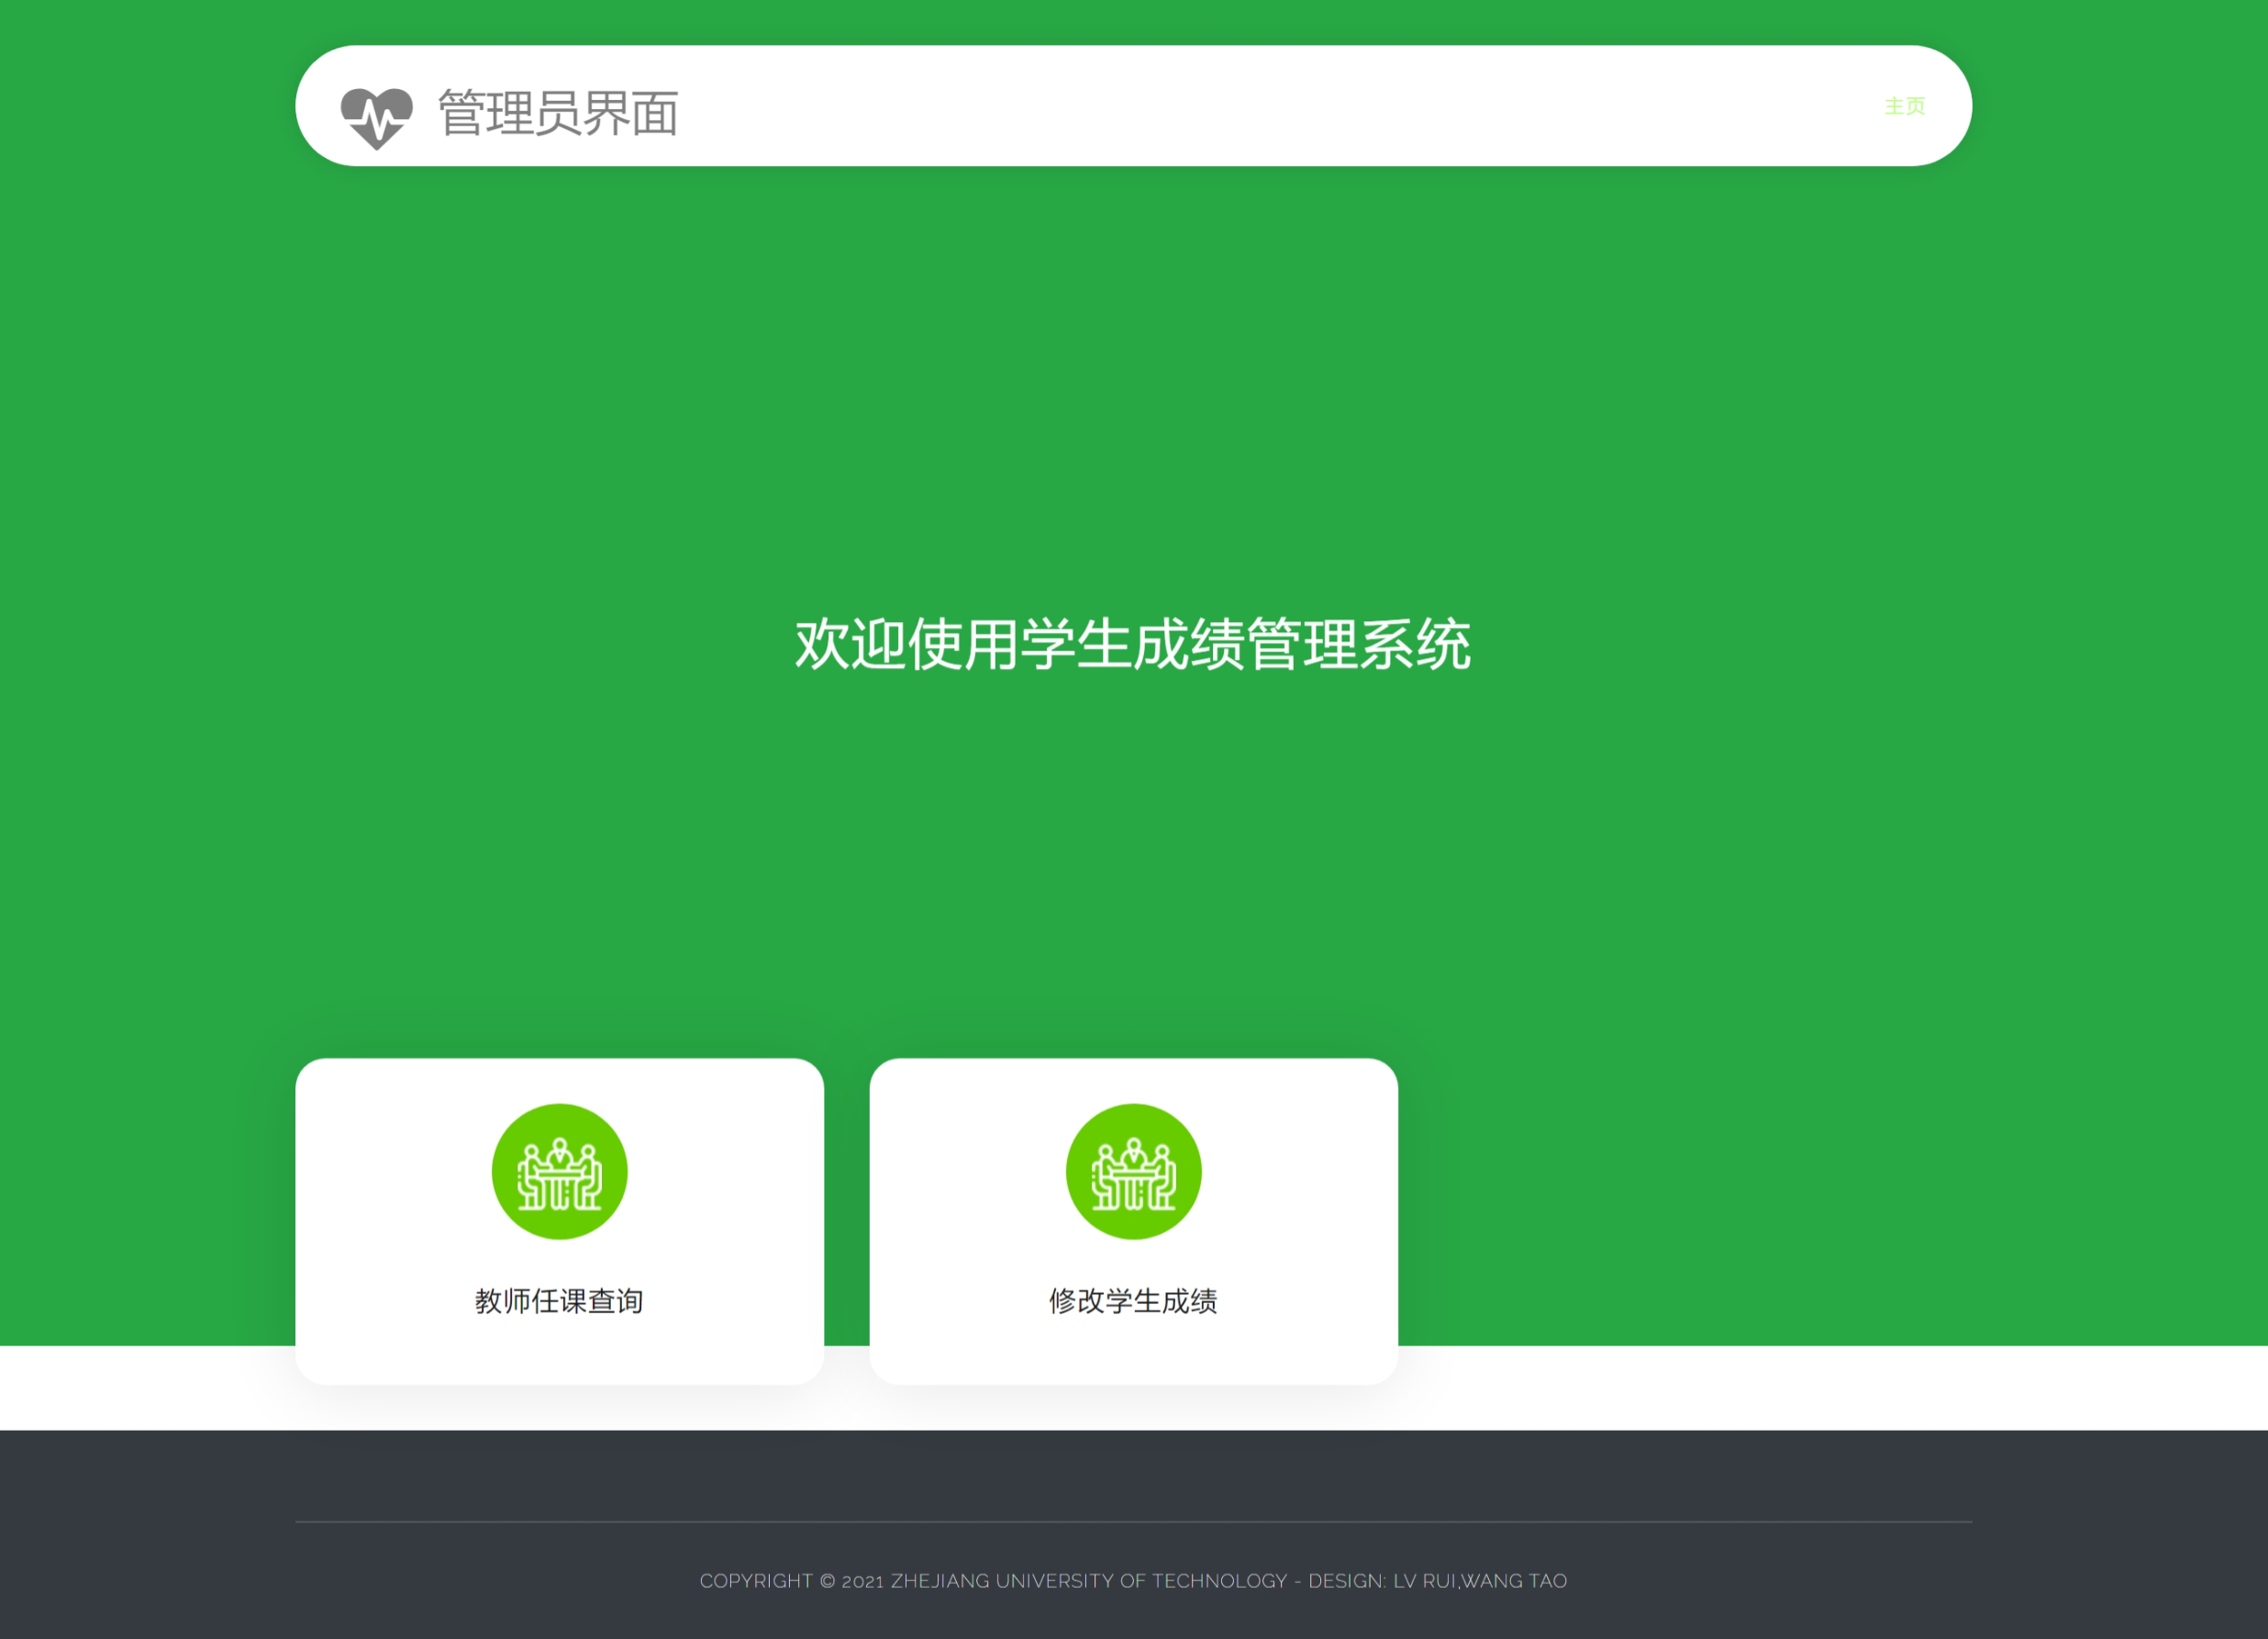 管理员界面
主页
欢迎使用学生成绩管理系统
教师任课查询
修改学生成绩
COPYRIGHT © 2021 ZHEJIANG UNIVERSITY OF TECHNOLOGY - DESIGN: LV RUI,WANG TAO